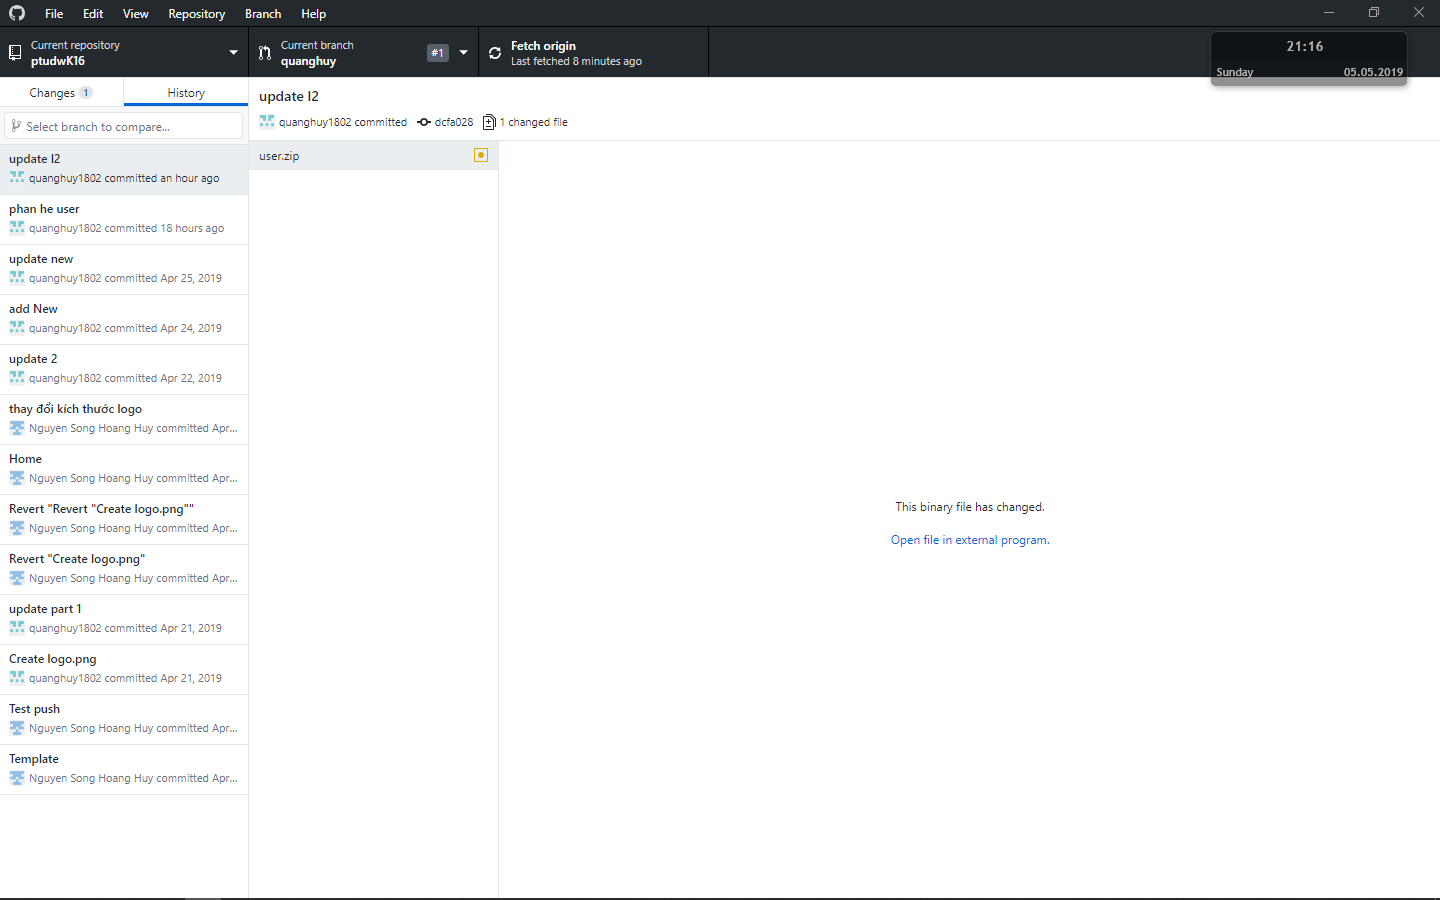 File Edit View Repository Branch Help
Current repository
ptudwK16
Current branch
quanghuy
#1
Fetch origin
Last fetched 8 minutes ago
21:16
Sunday 05.05.2019
Changes 1
History
Select branch to compare...
update l2
quanghuy1802 committed an hour ago
phan he user
quanghuy1802 committed 18 hours ago
update new
quanghuy1802 committed Apr 25, 2019
add New
quanghuy1802 committed Apr 24, 2019
update 2
quanghuy1802 committed Apr 22, 2019
thay đổi kích thước logo
Nguyen Song Hoang Huy committed Apr...
Home
Nguyen Song Hoang Huy committed Apr...
Revert "Revert "Create logo.png""
Nguyen Song Hoang Huy committed Apr...
Revert "Create logo.png"
Nguyen Song Hoang Huy committed Apr...
update part 1
quanghuy1802 committed Apr 21, 2019
Create logo.png
quanghuy1802 committed Apr 21, 2019
Test push
Nguyen Song Hoang Huy committed Apr...
Template
Nguyen Song Hoang Huy committed Apr...
update l2
quanghuy1802 committed dcfa028 1 changed file
user.zip
This binary file has changed.
Open file in external program.